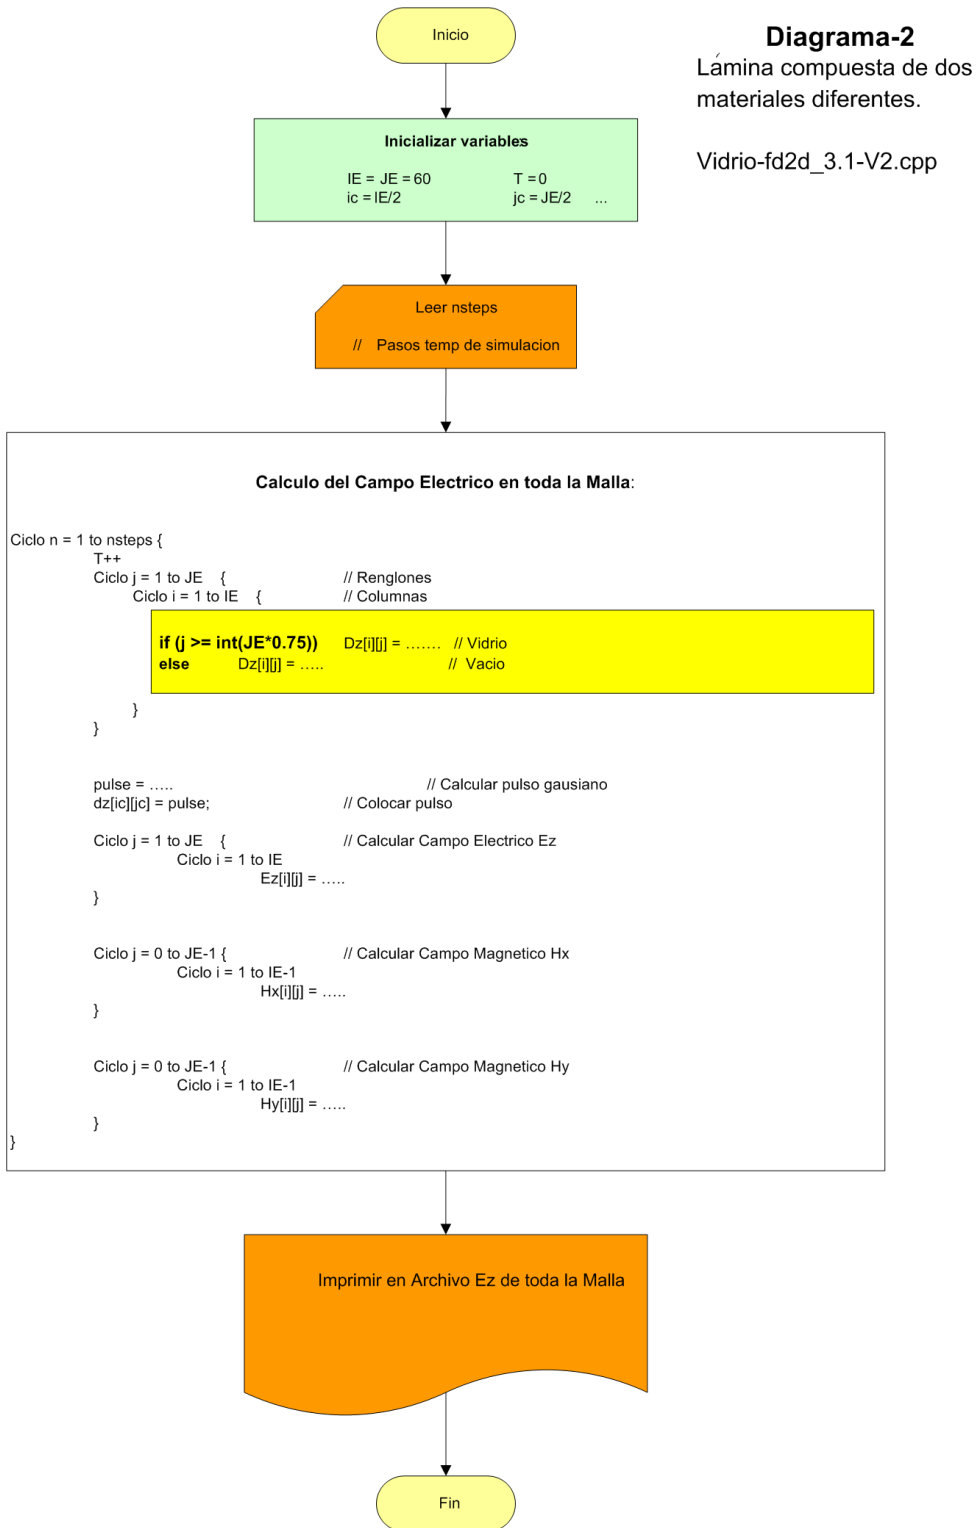 Inicio
Diagrama-2
Lámina compuesta de dos
materiales diferentes.
Vidrio-fd2d_3.1-V2.cpp
Inicializar variables
IE = JE = 60 T = 0
ic = IE/2 jc = JE/2 ...
Leer nsteps
// Pasos temp de simulacion
Calculo del Campo Electrico en toda la Malla:
Ciclo n = 1 to nsteps {
T++
Ciclo j = 1 to JE { // Renglones
Ciclo i = 1 to IE { // Columnas
if (j >= int(JE*0.75)) Dz[i][j] = ....... // Vidrio
else Dz[i][j] = ..... // Vacio
}
}
pulse = ..... // Calcular pulso gausiano
dz[ic][jc] = pulse; // Colocar pulso
Ciclo j = 1 to JE { // Calcular Campo Electrico Ez
Ciclo i = 1 to IE
Ez[i][j] = .....
}
Ciclo j = 0 to JE-1 { // Calcular Campo Magnetico Hx
Ciclo i = 1 to IE-1
Hx[i][j] = .....
}
Ciclo j = 0 to JE-1 { // Calcular Campo Magnetico Hy
Ciclo i = 1 to IE-1
Hy[i][j] = .....
}
}
Imprimir en Archivo Ez de toda la Malla
Fin